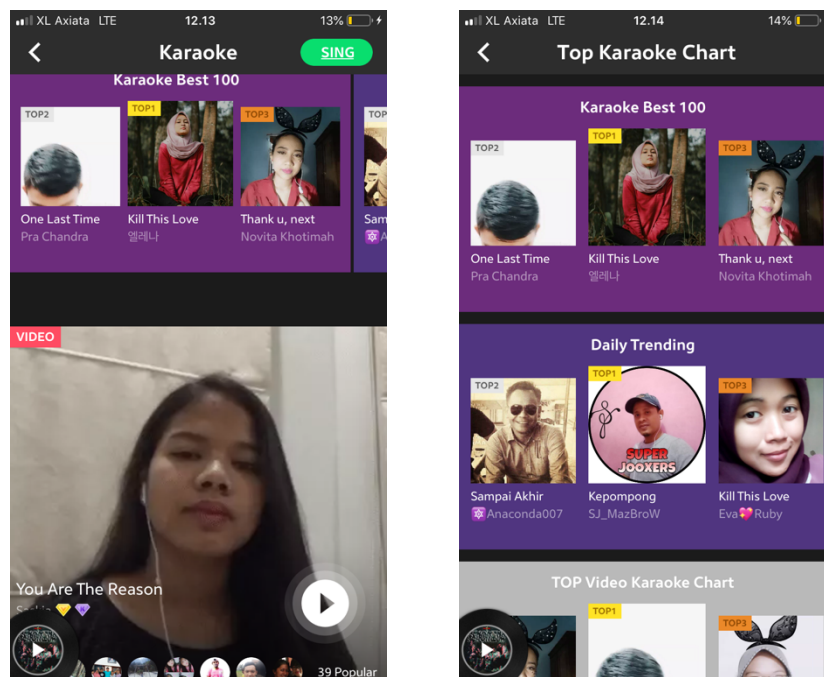 XL Axiata LTE 12.13 13%
Karaoke SING
Karaoke Best 100
TOP2 TOP1 TOP3 TOP
One Last Time Kill This Love Thank u, next Sam
Pra Chandra 엘레나 Novita Khotimah A
VIDEO
You Are The Reason
39 Popular
XL Axiata LTE 12.14 14%
Top Karaoke Chart
Karaoke Best 100
TOP2 TOP1 TOP3
One Last Time Kill This Love Thank u, next
Pra Chandra 엘레나 Novita Khotimah
Daily Trending
TOP2 TOP1 TOP3
SUPER
JOOXERS
Sampai Akhir Kepompong Kill This Love
🔯Anaconda007 SJ_MazBroW Eva💖Ruby
TOP Video Karaoke Chart
TOP1 TOP3